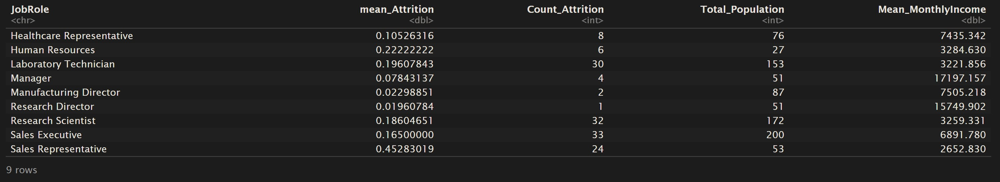 JobRole mean_Attrition Count_Attrition Total_Population Mean_MonthlyIncome
<chr> <dbl> <int> <int> <dbl>
Healthcare Representative 0.10526316 8 76 7435.342
Human Resources 0.22222222 6 27 3284.630
Laboratory Technician 0.19607843 30 153 3221.856
Manager 0.07843137 4 51 17197.157
Manufacturing Director 0.02298851 2 87 7505.218
Research Director 0.01960784 1 51 15749.902
Research Scientist 0.18604651 32 172 3259.331
Sales Executive 0.16500000 33 200 6891.780
Sales Representative 0.45283019 24 53 2652.830
9 rows